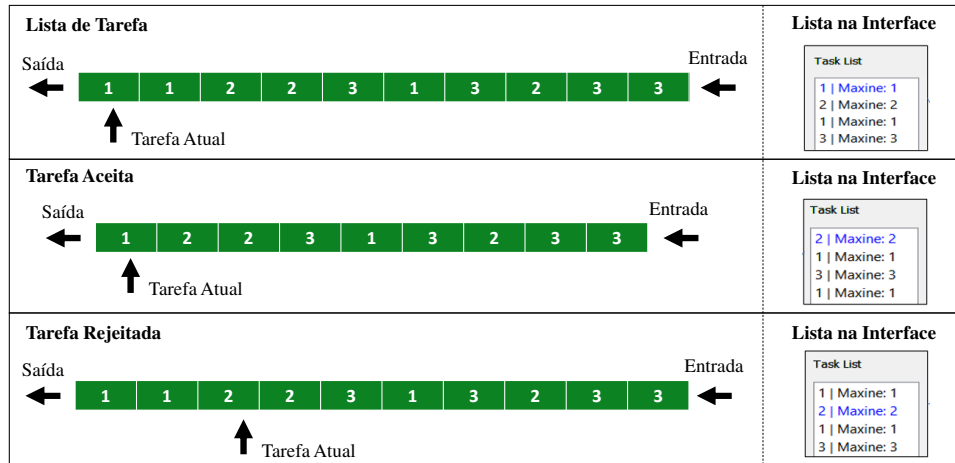 Lista de Tarefa
Lista na Interface
Saída
Entrada
1 1 2 2 3 1 3 2 3 3
Tarefa Atual
Task List
1 | Maxine: 1
2 | Maxine: 2
1 | Maxine: 1
3 | Maxine: 3
Tarefa Aceita
Lista na Interface
Saída
Entrada
1 2 2 3 1 3 2 3 3
Tarefa Atual
Task List
2 | Maxine: 2
1 | Maxine: 1
3 | Maxine: 3
1 | Maxine: 1
Tarefa Rejeitada
Lista na Interface
Saída
Entrada
1 1 2 2 3 1 3 2 3 3
Tarefa Atual
Task List
1 | Maxine: 1
2 | Maxine: 2
1 | Maxine: 1
3 | Maxine: 3